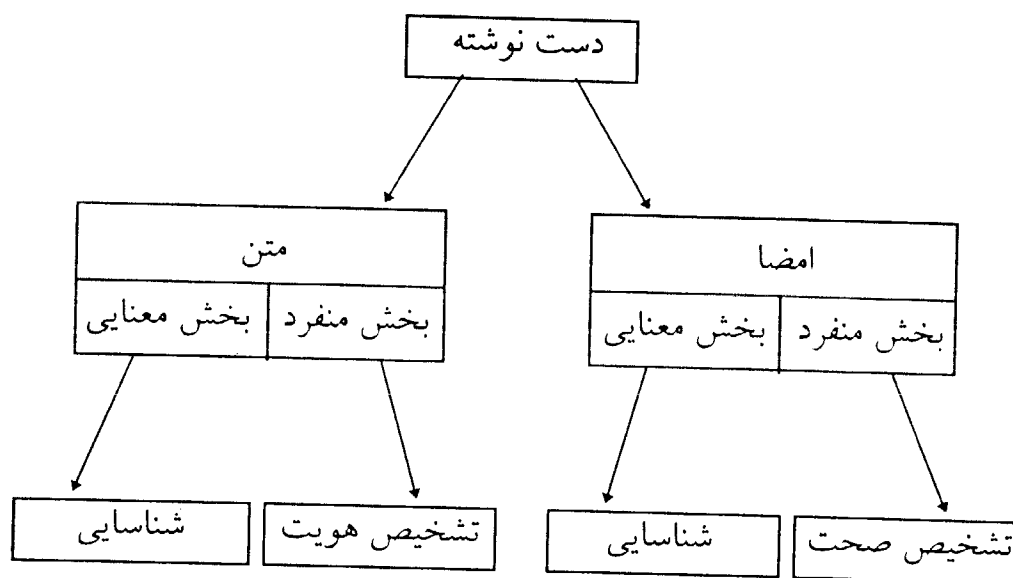 دست نوشته
امضا
متن
بخش منفرد
بخش معنایی
بخش منفرد
بخش معنایی
تشخیص صحت
شناسایی
تشخیص هویت
شناسایی